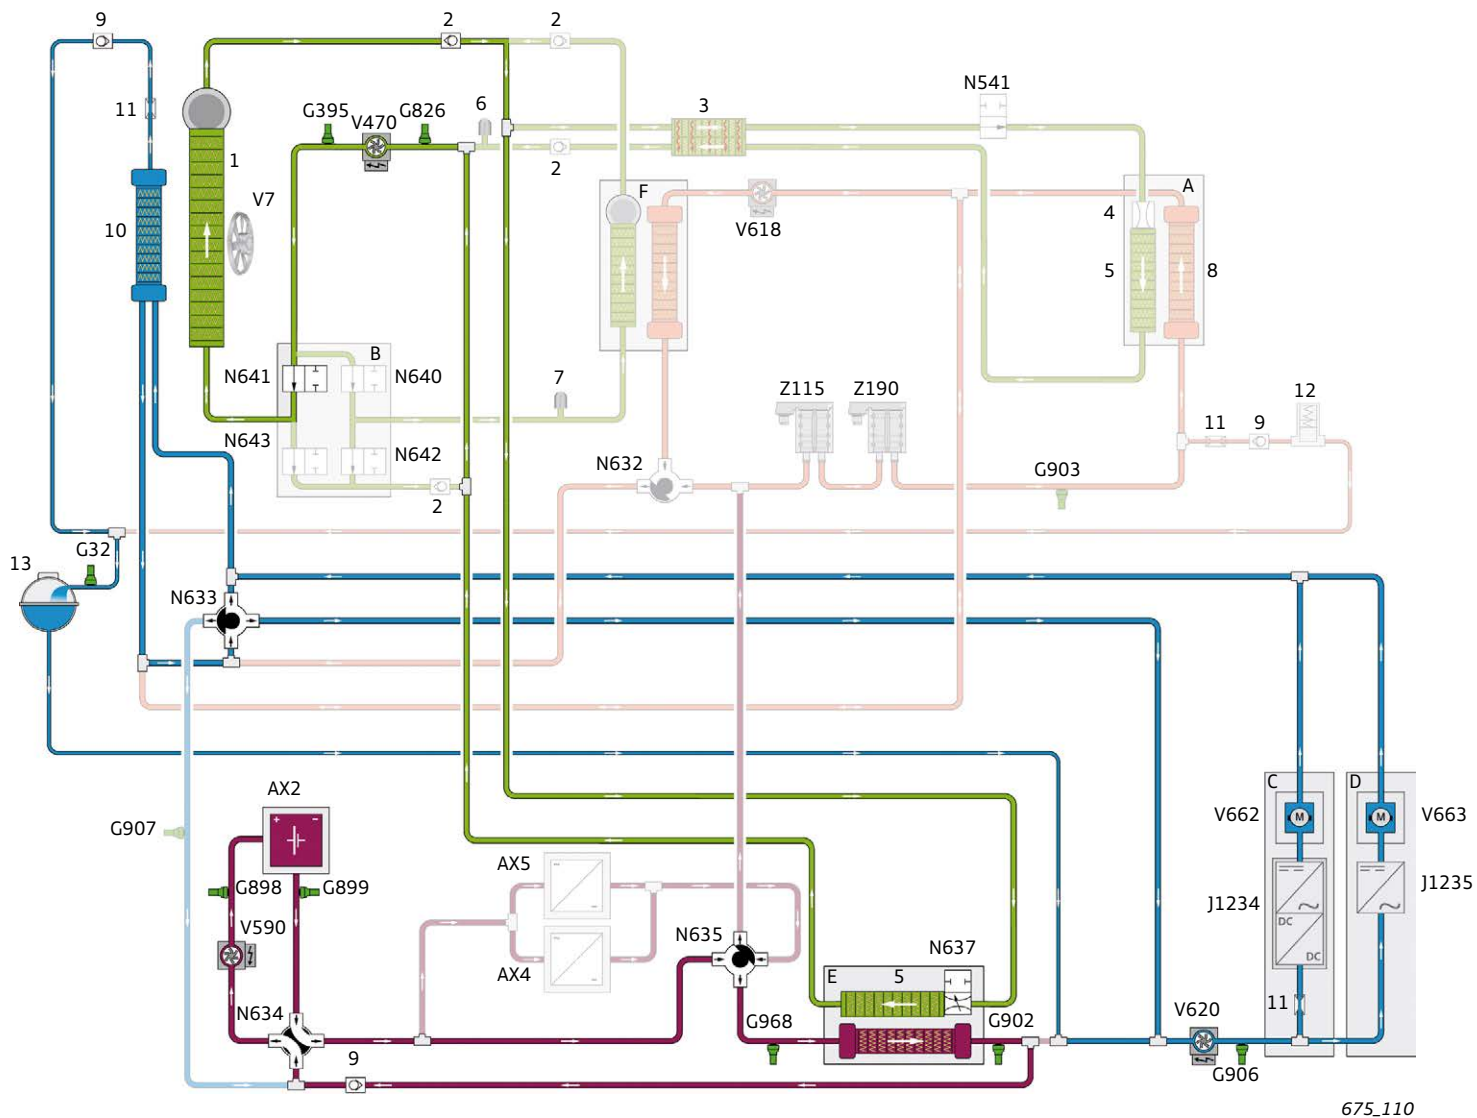 9
2
2
11
G395
V470
G826
6
3
N541
1
V7
2
F
V618
A
4
10
5
8
N641
B
N640
7
Z115
Z190
12
N643
N642
2
N632
G903
11
9
13
G32
N633
AX2
+ -
C
D
V662
M
M
V663
G907
G898
G899
AX5
J1234
J1235
DC
DC
V590
N635
N637
AX4
E
5
N634
G968
G902
V620
11
9
G906
675_110